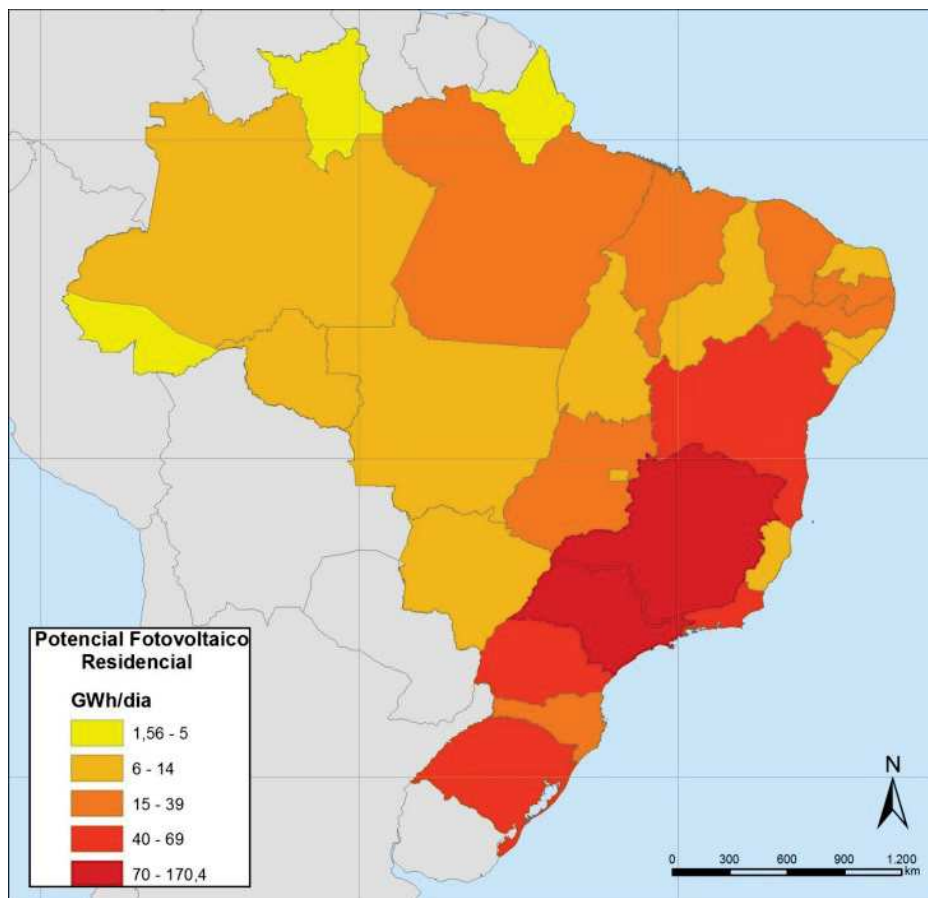 Potencial Fotovoltaico
Residencial
GWh/dia
1,56 - 5
6 - 14
15 - 39
40 - 69
70 - 170,4
N
0 300 600 900 1.200
km